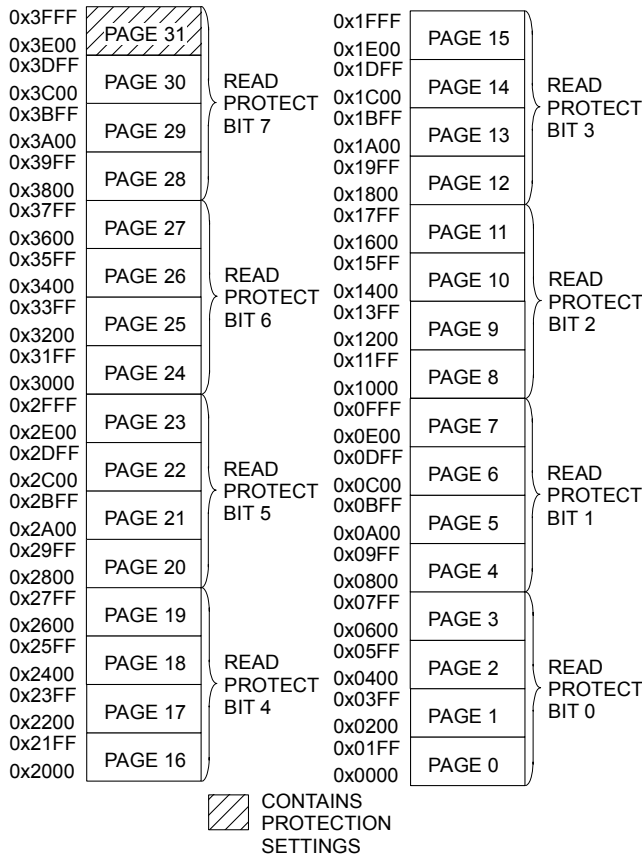 0x3FFF
PAGE 31
0x3E00
0x3DFF
PAGE 30
0x3C00
0x3BFF
PAGE 29
0x3A00
0x39FF
PAGE 28
0x3800
READ
PROTECT
BIT 7
0x37FF
PAGE 27
0x3600
0x35FF
PAGE 26
0x3400
0x33FF
PAGE 25
0x3200
0x31FF
PAGE 24
0x3000
READ
PROTECT
BIT 6
0x2FFF
PAGE 23
0x2E00
0x2DFF
PAGE 22
0x2C00
0x2BFF
PAGE 21
0x2A00
0x29FF
PAGE 20
0x2800
READ
PROTECT
BIT 5
0x27FF
PAGE 19
0x2600
0x25FF
PAGE 18
0x2400
0x23FF
PAGE 17
0x2200
0x21FF
PAGE 16
0x2000
READ
PROTECT
BIT 4
0x1FFF
PAGE 15
0x1E00
0x1DFF
PAGE 14
0x1C00
0x1BFF
PAGE 13
0x1A00
0x19FF
PAGE 12
0x1800
READ
PROTECT
BIT 3
0x17FF
PAGE 11
0x1600
0x15FF
PAGE 10
0x1400
0x13FF
PAGE 9
0x1200
0x11FF
PAGE 8
0x1000
READ
PROTECT
BIT 2
0x0FFF
PAGE 7
0x0E00
0x0DFF
PAGE 6
0x0C00
0x0BFF
PAGE 5
0x0A00
0x09FF
PAGE 4
0x0800
READ
PROTECT
BIT 1
0x07FF
PAGE 3
0x0600
0x05FF
PAGE 2
0x0400
0x03FF
PAGE 1
0x0200
0x01FF
PAGE 0
0x0000
READ
PROTECT
BIT 0
CONTAINS
PROTECTION
SETTINGS